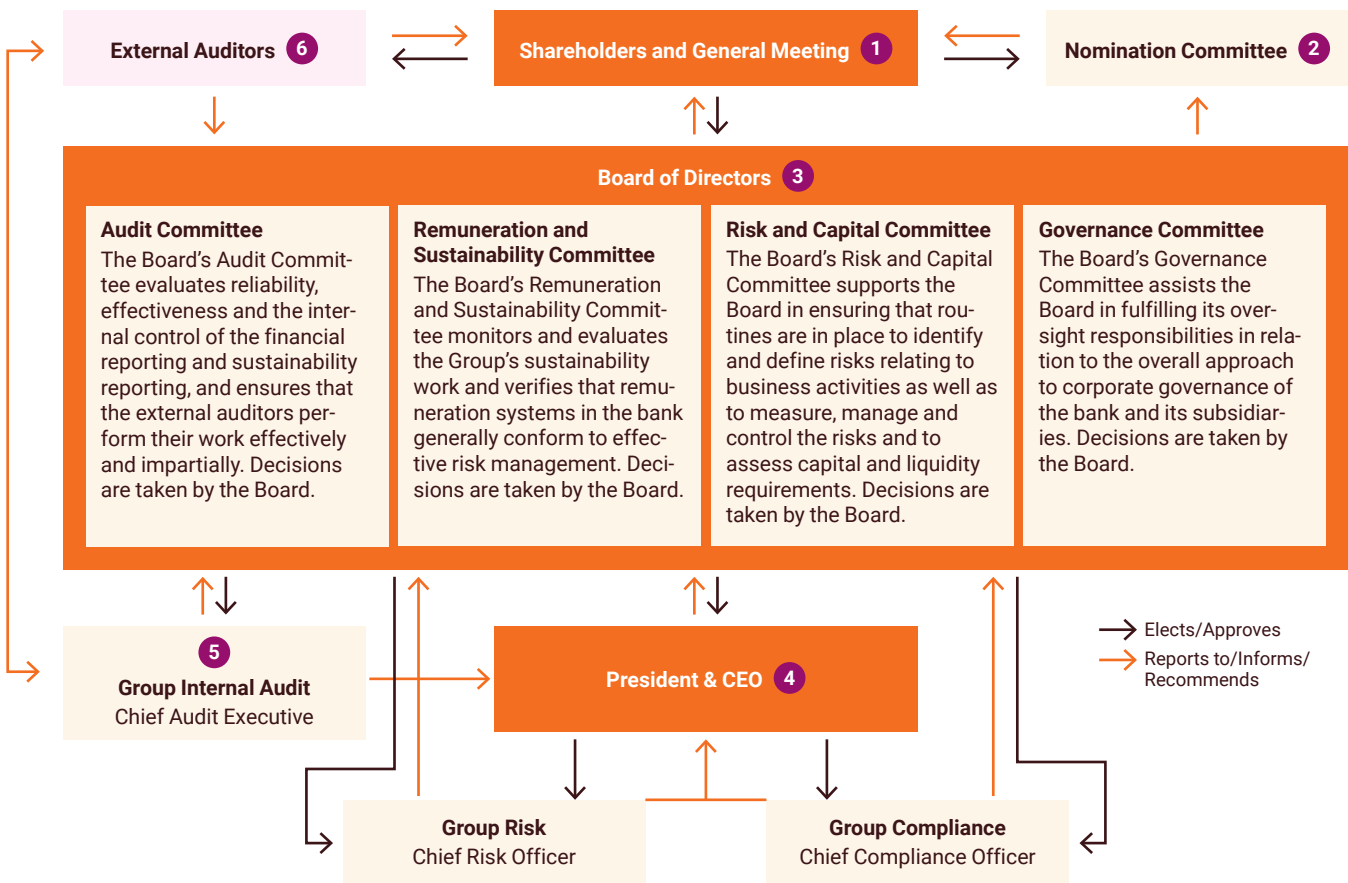 External Auditors 6
Shareholders and General Meeting 1
Nomination Committee 2
Board of Directors 3
Audit Committee
The Board's Audit Commit-
tee evaluates reliability,
effectiveness and the inter-
nal control of the financial
reporting and sustainability
reporting, and ensures that
the external auditors per-
form their work effectively
and impartially. Decisions
are taken by the Board.
Remuneration and
Sustainability Committee
The Board's Remuneration
and Sustainability Commit-
tee monitors and evaluates
the Group's sustainability
work and verifies that remu-
neration systems in the bank
generally conform to effec-
tive risk management. Deci-
sions are taken by the Board.
Risk and Capital Committee
The Board's Risk and Capital
Committee supports the
Board in ensuring that rou-
tines are in place to identify
and define risks relating to
business activities as well as
to measure, manage and
control the risks and to
assess capital and liquidity
requirements. Decisions are
taken by the Board.
Governance Committee
The Board's Governance
Committee assists the
Board in fulfilling its over-
sight responsibilities in rela-
tion to the overall approach
to corporate governance of
the bank and its subsidiar-
ies. Decisions are taken by
the Board.
5
Group Internal Audit
Chief Audit Executive
President & CEO 4
Elects/Approves
Reports to/Informs/
Recommends
Group Risk
Chief Risk Officer
Group Compliance
Chief Compliance Officer